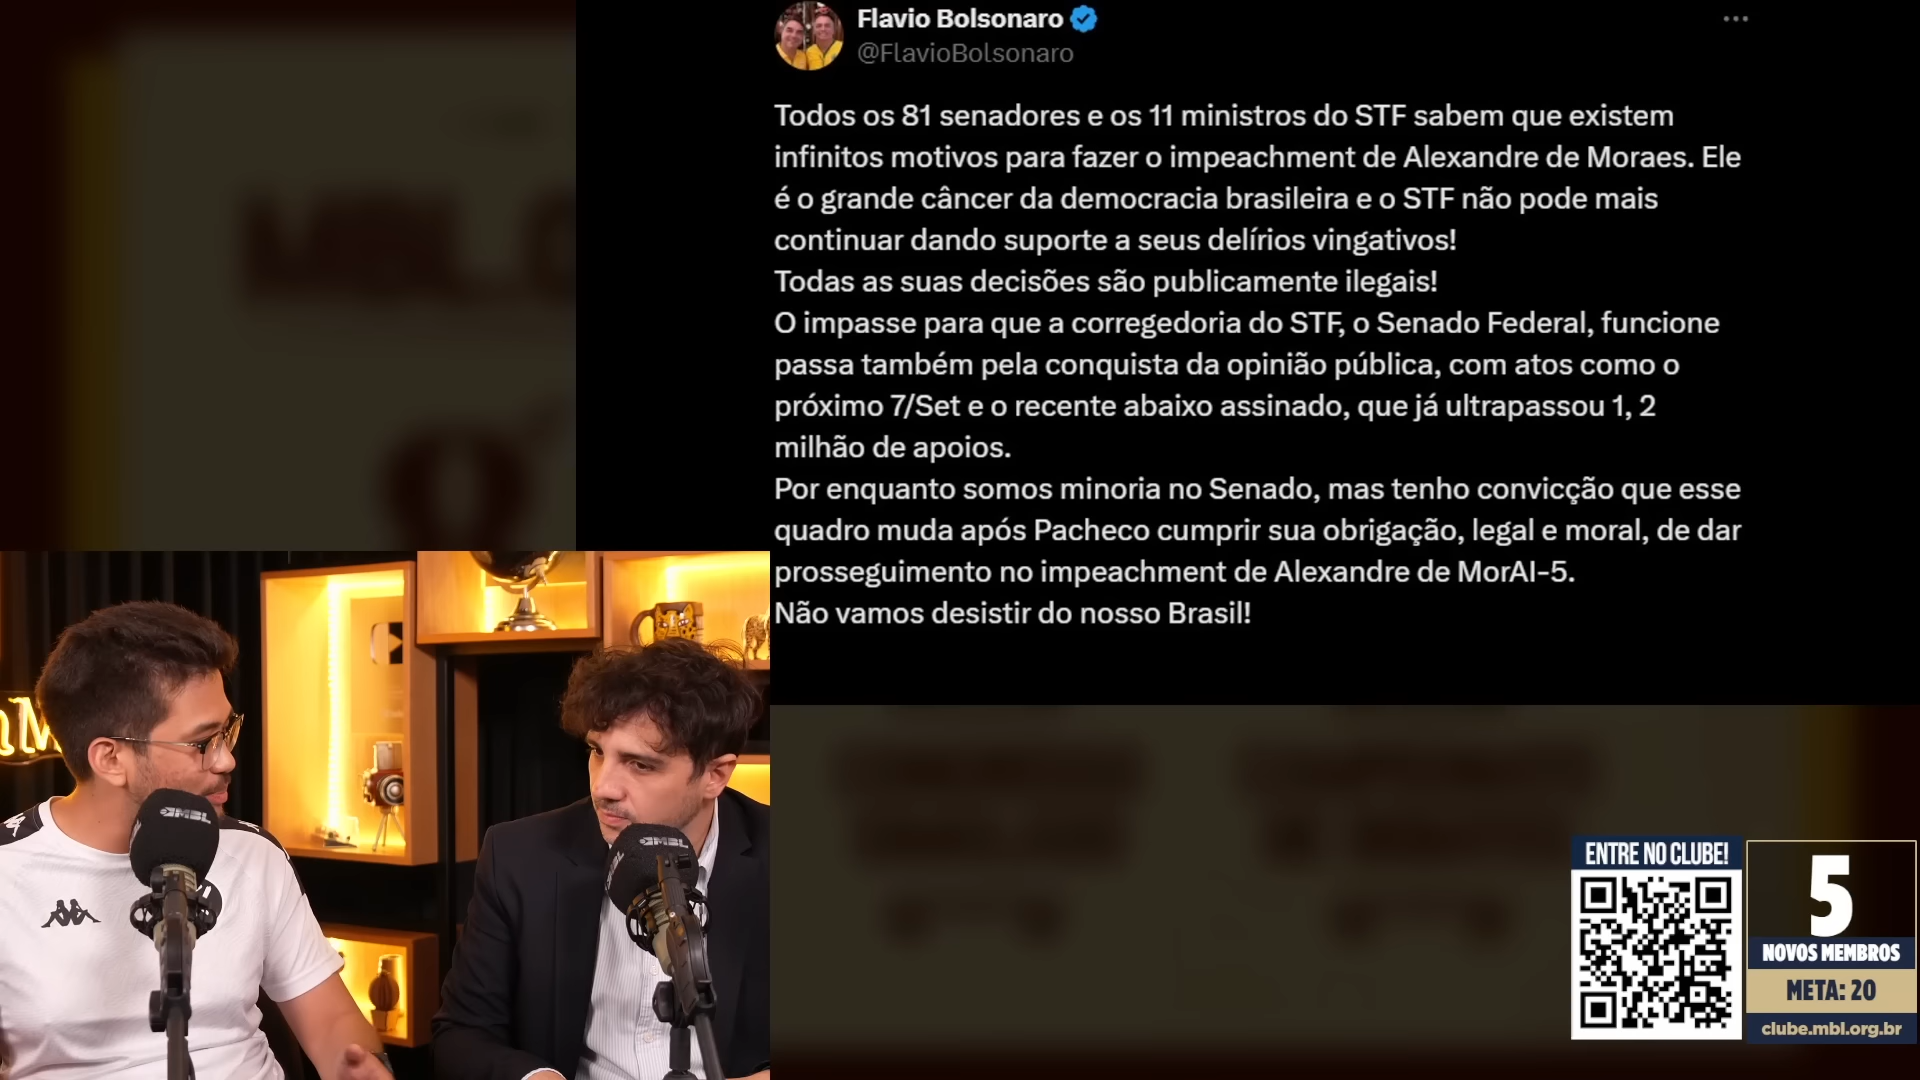 Flavio Bolsonaro
@FlavioBolsonaro
Todos os 81 senadores e os 11 ministros do STF sabem que existem
infinitos motivos para fazer o impeachment de Alexandre de Moraes. Ele
é o grande câncer da democracia brasileira e o STF não pode mais
continuar dando suporte a seus delírios vingativos!
Todas as suas decisões são publicamente ilegais!
O impasse para que a corregedoria do STF, o Senado Federal, funcione
passa também pela conquista da opinião pública, com atos como o
próximo 7/Set e o recente abaixo assinado, que já ultrapassou 1, 2
milhão de apoios.
Por enquanto somos minoria no Senado, mas tenho convicção que esse
quadro muda após Pacheco cumprir sua obrigação, legal e moral, de dar
prosseguimento no impeachment de Alexandre de MorAI-5.
Não vamos desistir do nosso Brasil!
MBL
MBL
ENTRE NO CLUBE!
5
NOVOS MEMBROS
META: 20
clube.mbl.org.br